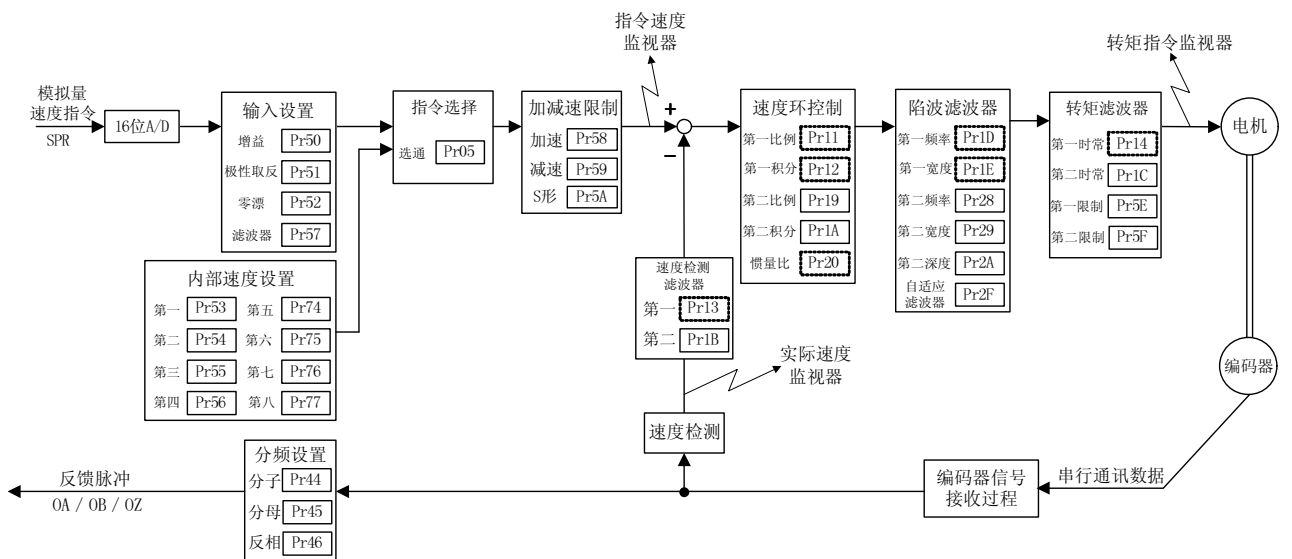 指令速度
监视器
转矩指令监视器
模拟量
速度指令
SPR
16位A/D
输入设置
增益 Pr50
极性取反 Pr51
零漂 Pr52
滤波器 Pr57
指令选择
选通 Pr05
加减速限制
加速 Pr58
减速 Pr59
S形 Pr5A
+
−
速度环控制
第一比例 Pr11
第一积分 Pr12
第二比例 Pr19
第二积分 Pr1A
惯量比 Pr20
陷波滤波器
第一频率 Pr1D
第一宽度 Pr1E
第二频率 Pr28
第二宽度 Pr29
第二深度 Pr2A
自适应
滤波器 Pr2F
转矩滤波器
第一时常 Pr14
第二时常 Pr1C
第一限制 Pr5E
第二限制 Pr5F
电机
内部速度设置
第一 Pr53 第五 Pr74
第二 Pr54 第六 Pr75
第三 Pr55 第七 Pr76
第四 Pr56 第八 Pr77
速度检测
滤波器
第一 Pr13
第二 Pr1B
实际速度
监视器
编码器
速度检测
分频设置
分子 Pr44
分母 Pr45
反相 Pr46
反馈脉冲
OA / OB / OZ
编码器信号
接收过程
串行通讯数据